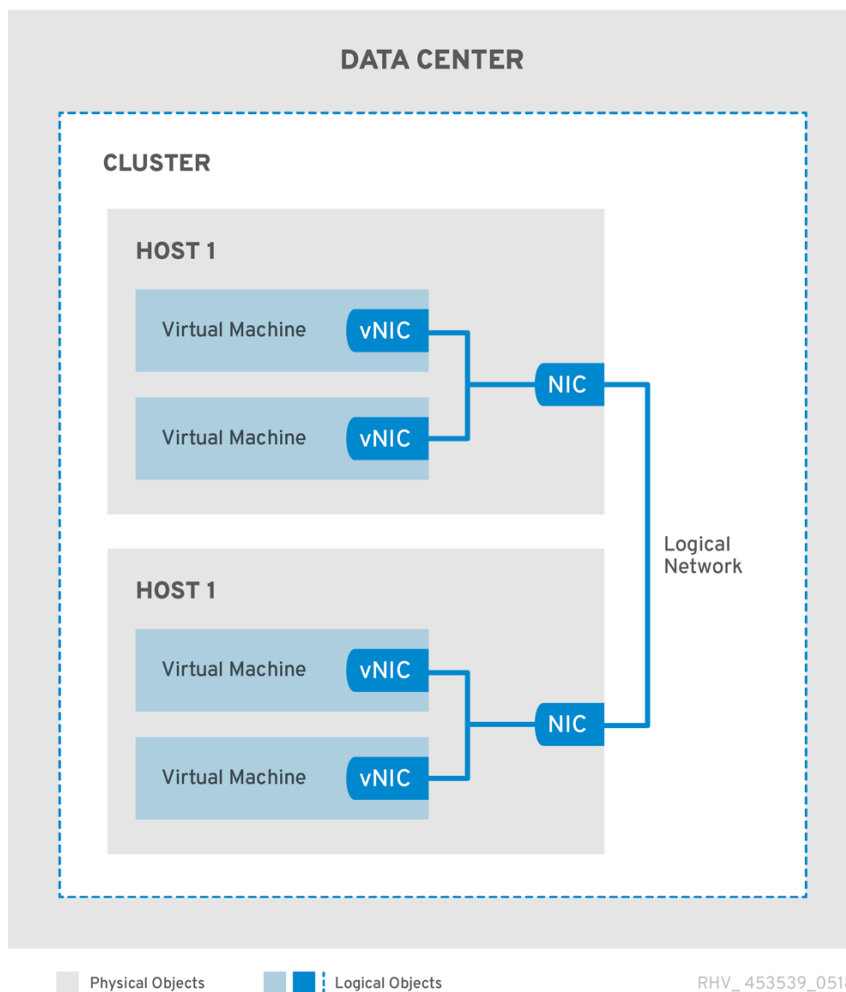 DATA CENTER
CLUSTER
HOST 1
Virtual Machine
vNIC
NIC
Virtual Machine
vNIC
Logical
Network
HOST 1
Virtual Machine
vNIC
NIC
Virtual Machine
vNIC
Physical Objects
Logical Objects
RHV_453539_0518